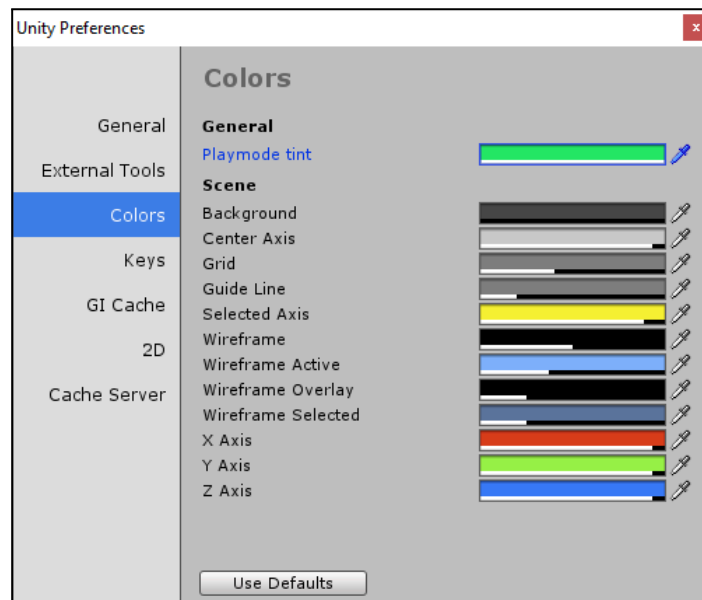 Unity Preferences
x
General
External Tools
Colors
Keys
GI Cache
2D
Cache Server
Colors
General
Playmode tint
Scene
Background
Center Axis
Grid
Guide Line
Selected Axis
Wireframe
Wireframe Active
Wireframe Overlay
Wireframe Selected
X Axis
Y Axis
Z Axis
Use Defaults